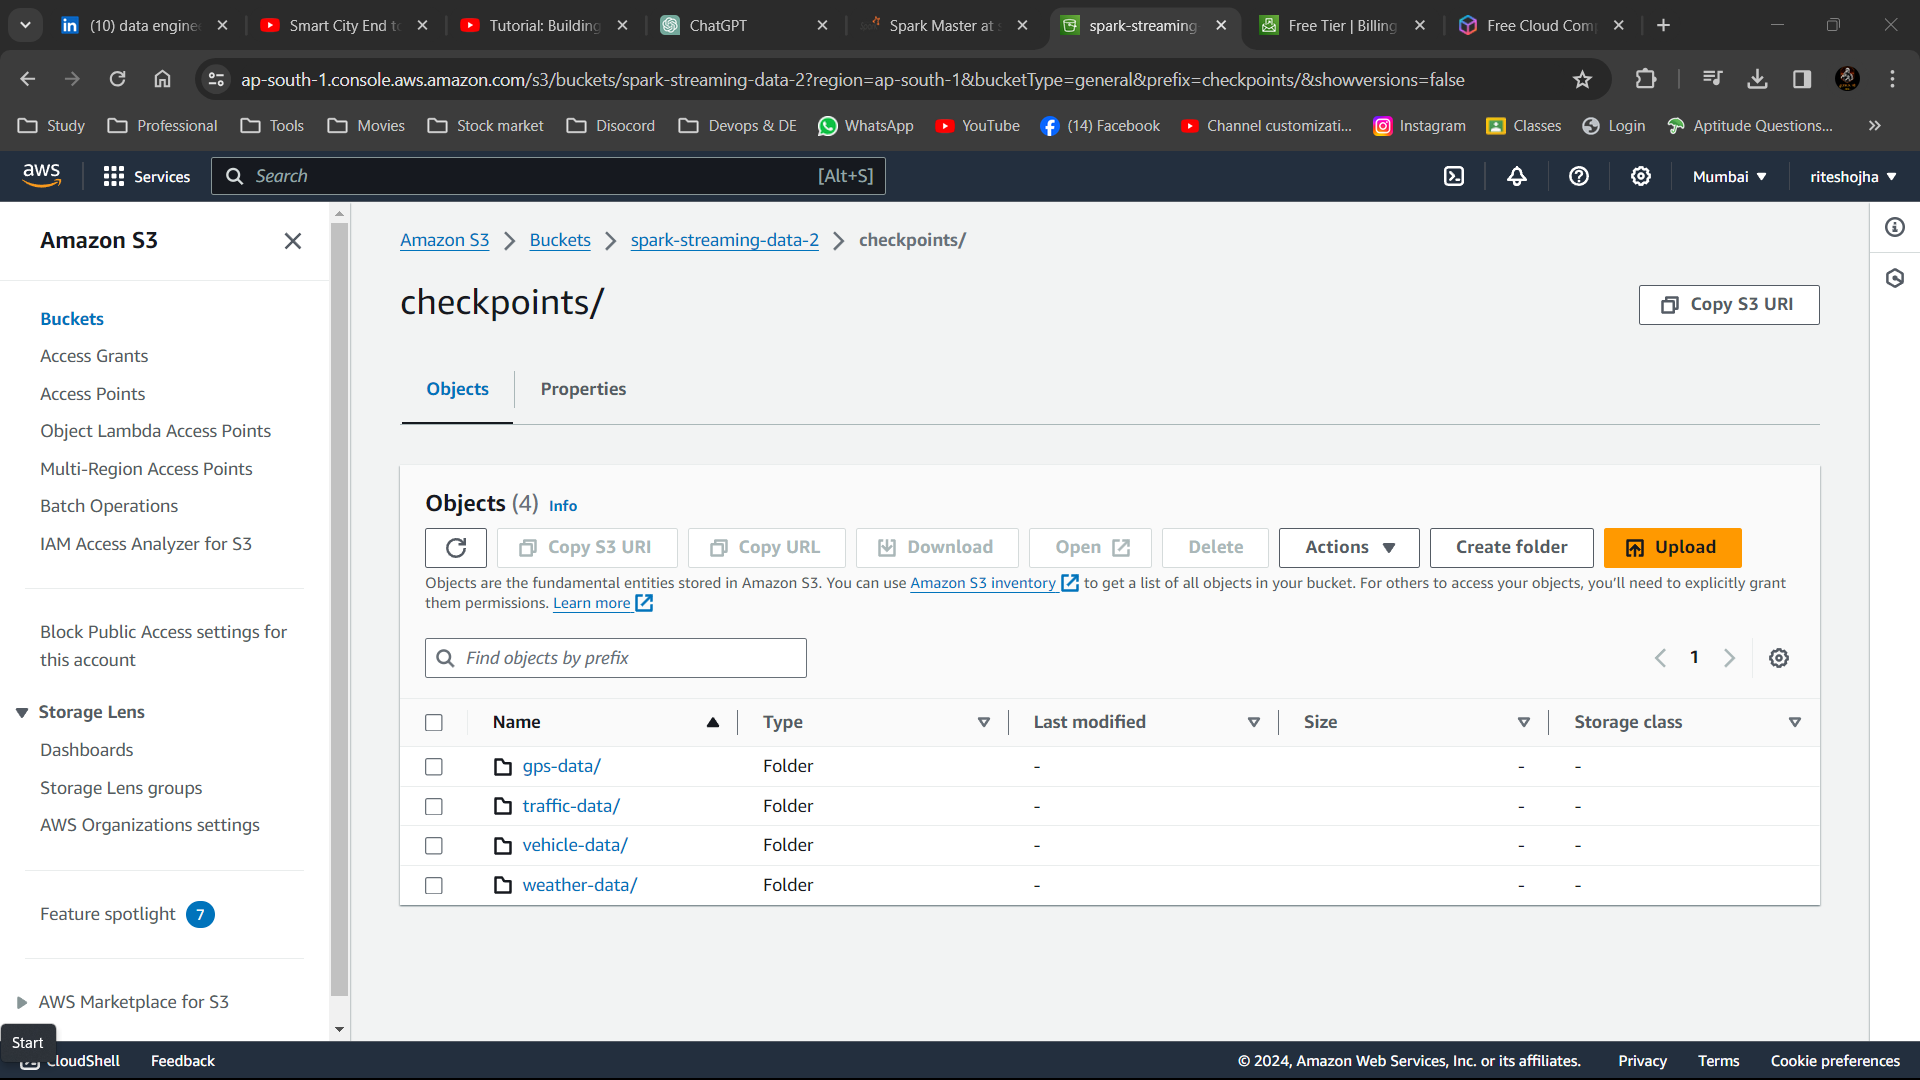 (10) data enginee
Smart City End to
Tutorial: Building
ChatGPT
Spark Master at s
spark-streaming-
Free Tier | Billing
Free Cloud Comp
ap-south-1.console.aws.amazon.com/s3/buckets/spark-streaming-data-2?region=ap-south-1&bucketType=general&prefix=checkpoints/&showversions=false
Study
Professional
Tools
Movies
Stock market
Disocord
Devops & DE
WhatsApp
YouTube
(14) Facebook
Channel customizati...
Instagram
Classes
Login
Aptitude Questions...
aws
Services
Search
[Alt+S]
Mumbai
riteshojha
Amazon S3
Buckets
Access Grants
Access Points
Object Lambda Access Points
Multi-Region Access Points
Batch Operations
IAM Access Analyzer for S3
Block Public Access settings for
this account
Storage Lens
Dashboards
Storage Lens groups
AWS Organizations settings
Feature spotlight 7
AWS Marketplace for S3
Amazon S3 > Buckets > spark-streaming-data-2 > checkpoints/
checkpoints/
Copy S3 URI
Objects
Properties
Objects (4) Info
Copy S3 URI
Copy URL
Download
Open
Delete
Actions
Create folder
Upload
Objects are the fundamental entities stored in Amazon S3. You can use Amazon S3 inventory to get a list of all objects in your bucket. For others to access your objects, you'll need to explicitly grant
them permissions. Learn more
Find objects by prefix
1
Name Type Last modified Size Storage class
gps-data/ Folder - - -
traffic-data/ Folder - - -
vehicle-data/ Folder - - -
weather-data/ Folder - - -
Start
CloudShell
Feedback
© 2024, Amazon Web Services, Inc. or its affiliates.
Privacy
Terms
Cookie preferences